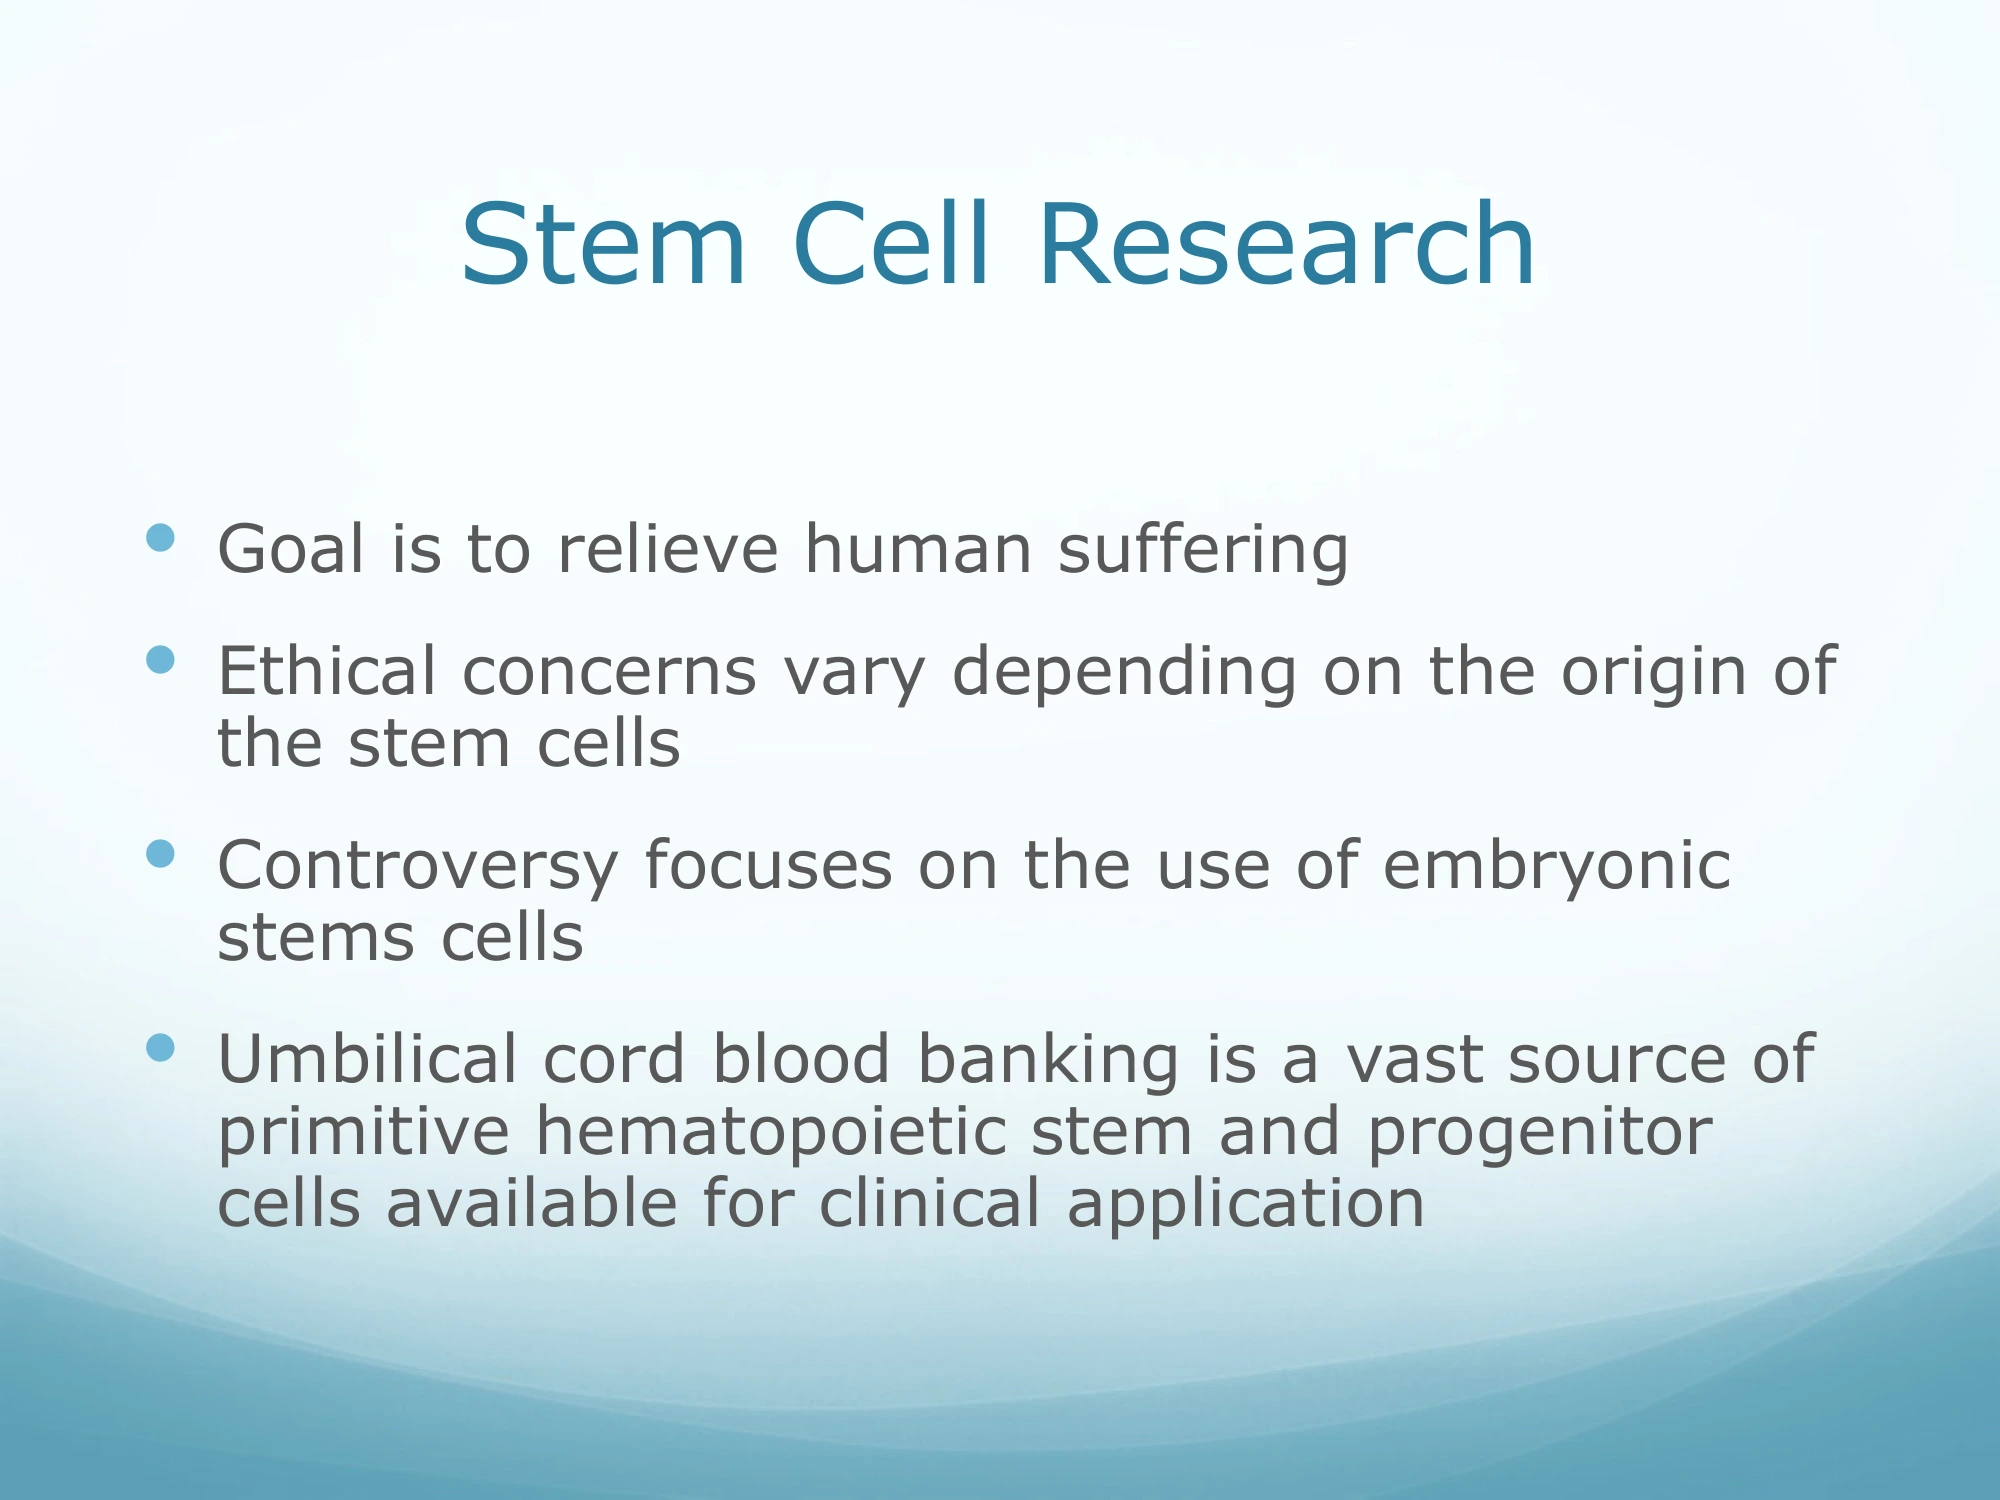 Stem Cell Research
• Goal is to relieve human suffering
• Ethical concerns vary depending on the origin of
the stem cells
• Controversy focuses on the use of embryonic
stems cells
• Umbilical cord blood banking is a vast source of
primitive hematopoietic stem and progenitor
cells available for clinical application